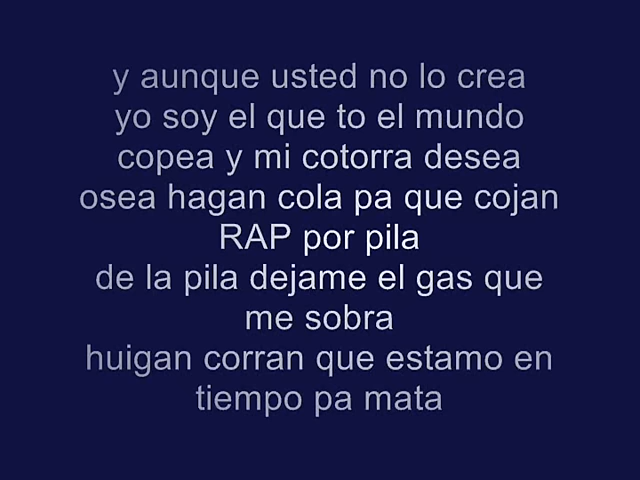 y aunque usted no lo crea
yo soy el que to el mundo
copea y mi cotorra desea
osea hagan cola pa que cojan
RAP por pila
de la pila dejame el gas que
me sobra
huigan corran que estamo en
tiempo pa mata